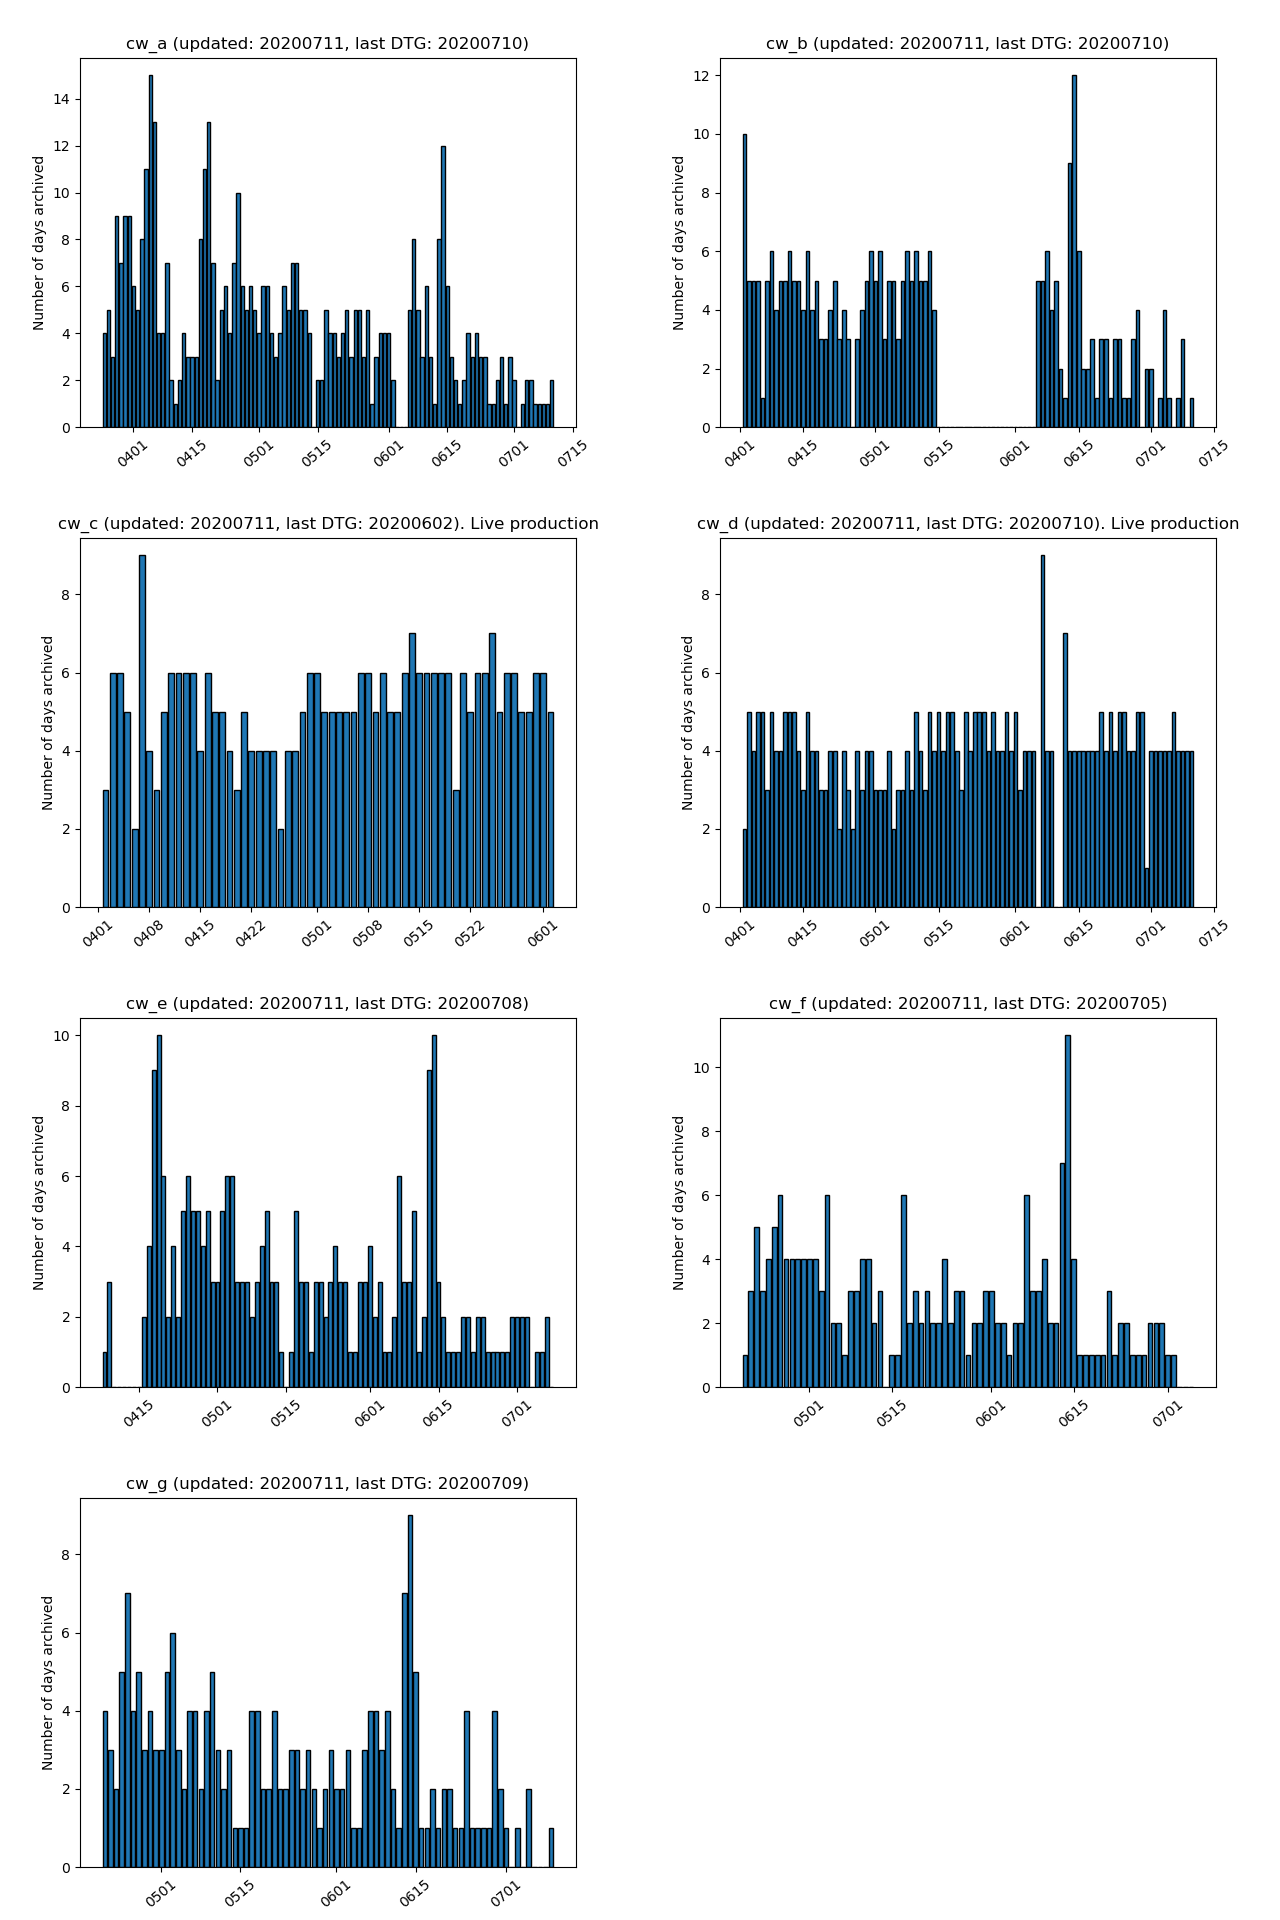 cw_a (updated: 20200711, last DTG: 20200710)
Number of days archived
14
12
10
8
6
4
2
0
0401 0415 0501 0515 0601 0615 0701 0715
cw_b (updated: 20200711, last DTG: 20200710)
Number of days archived
12
10
8
6
4
2
0
0401 0415 0501 0515 0601 0615 0701 0715
cw_c (updated: 20200711, last DTG: 20200602). Live production
Number of days archived
8
6
4
2
0
0401 0408 0415 0422 0501 0508 0515 0522 0601
cw_d (updated: 20200711, last DTG: 20200710). Live production
Number of days archived
8
6
4
2
0
0401 0415 0501 0515 0601 0615 0701 0715
cw_e (updated: 20200711, last DTG: 20200708)
Number of days archived
10
8
6
4
2
0
0415 0501 0515 0601 0615 0701
cw_f (updated: 20200711, last DTG: 20200705)
Number of days archived
10
8
6
4
2
0
0501 0515 0601 0615 0701
cw_g (updated: 20200711, last DTG: 20200709)
Number of days archived
8
6
4
2
0
0501 0515 0601 0615 0701